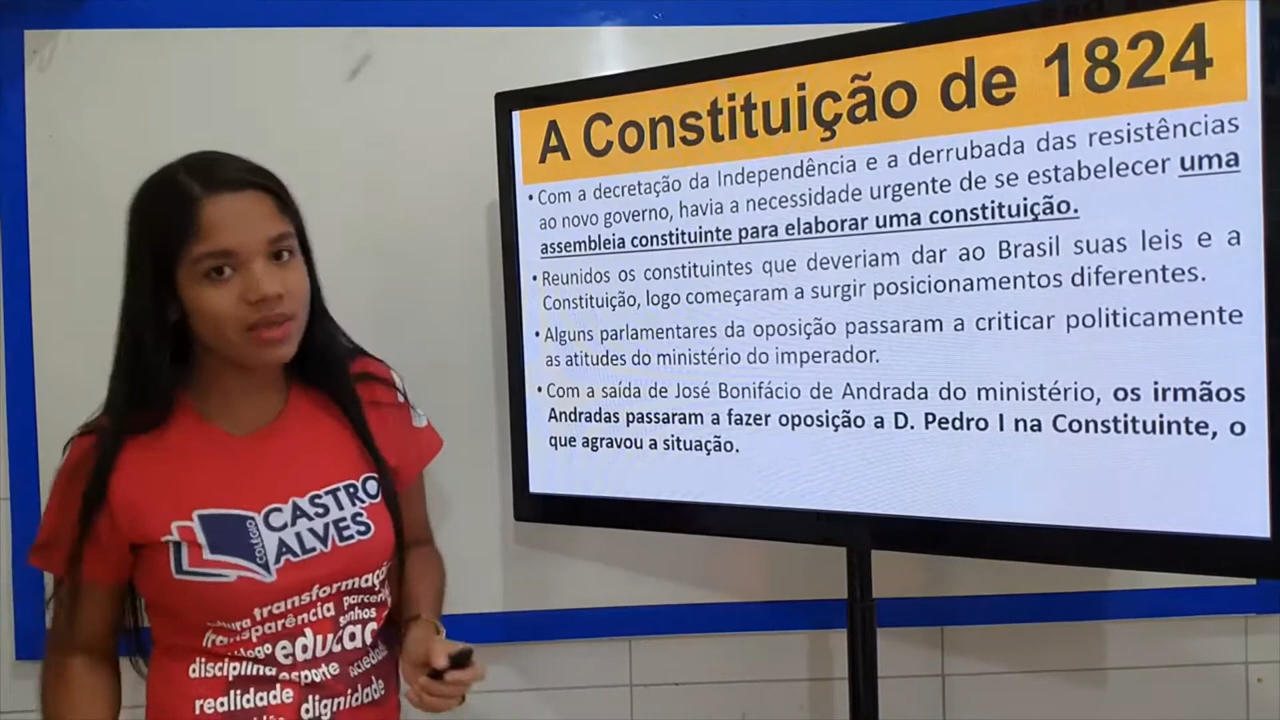 A Constituição de 1824
• Com a decretação da Independência e a derrubada das resistências
ao novo governo, havia a necessidade urgente de se estabelecer uma
assembleia constituinte para elaborar uma constituição.
• Reunidos os constituintes que deveriam dar ao Brasil suas leis e a
Constituição, logo começaram a surgir posicionamentos diferentes.
• Alguns parlamentares da oposição passaram a criticar politicamente
as atitudes do ministério do imperador.
• Com a saída de José Bonifácio de Andrada do ministério, os irmãos
Andradas passaram a fazer oposição a D. Pedro I na Constituinte, o
que agravou a situação.
COLÉGIO
CASTRO
ALVES
transformaçã
transparência
educaç
disciplina esporte
realidade dignidade